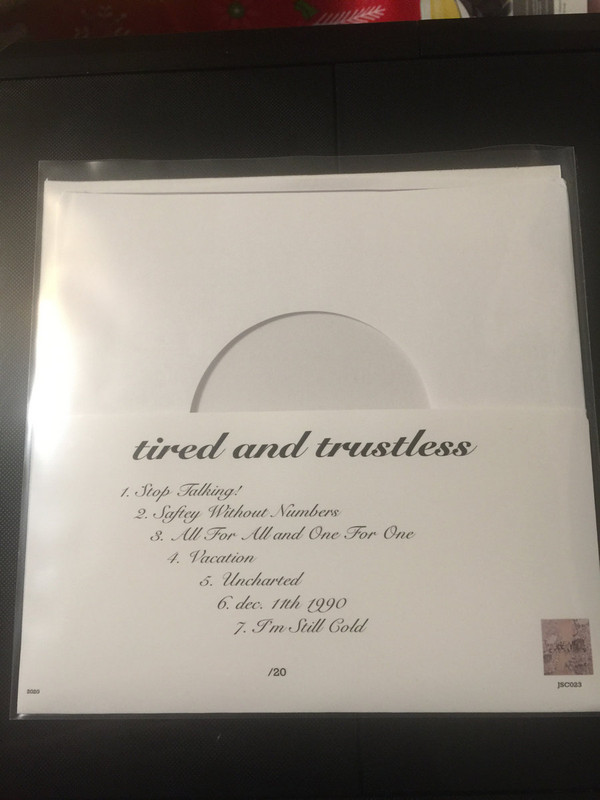 tired and trustless
1. Stop Talking!
2. Saftey Without Numbers
3. All For All and One For One
4. Vacation
5. Uncharted
6. dec. 11th 1990
7. I'm Still Cold
/20
2020
JSC023